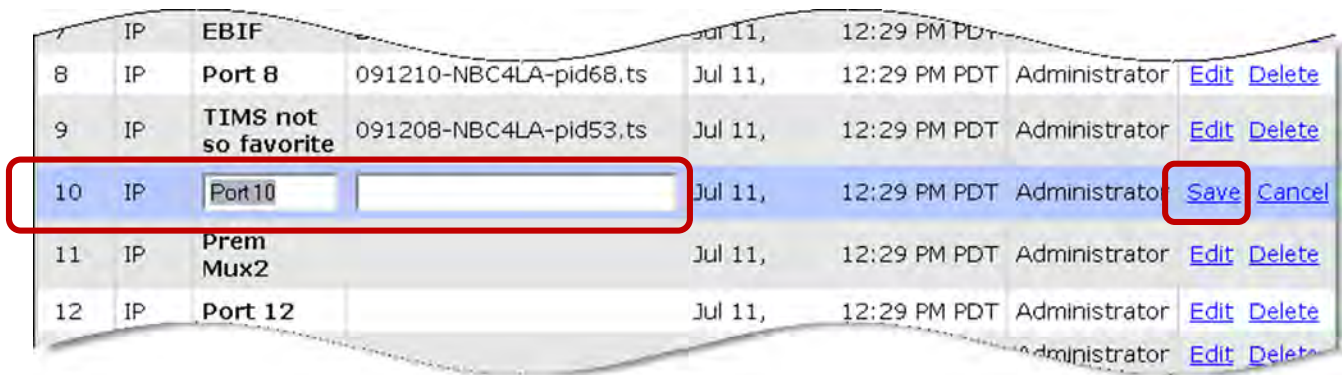 7 IP EBIF Jul 11, 12:29 PM PDT
8 IP Port 8 091210-NBC4LA-pid68.ts Jul 11, 12:29 PM PDT Administrator Edit Delete
9 IP TIMS not so favorite 091208-NBC4LA-pid53.ts Jul 11, 12:29 PM PDT Administrator Edit Delete
10 IP Port 10 Jul 11, 12:29 PM PDT Administrator Save Cancel
11 IP Prem Mux2 Jul 11, 12:29 PM PDT Administrator Edit Delete
12 IP Port 12 Jul 11, 12:29 PM PDT Administrator Edit Delete
Administrator Edit Delete